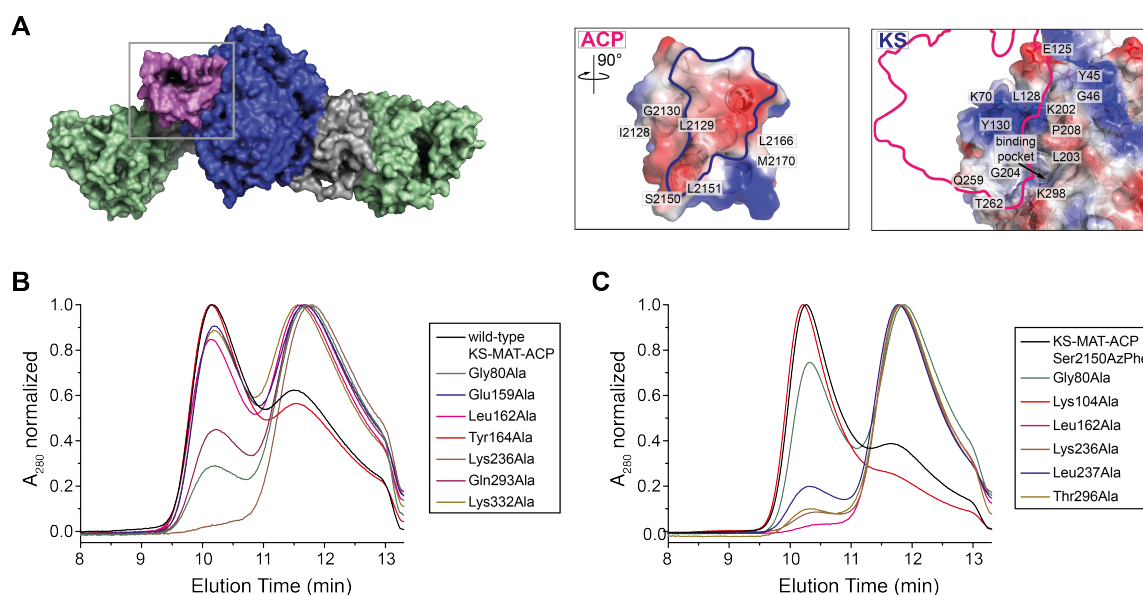 A
ACP
90°
G2130
I2128
L2129
L2166
M2170
L2151
S2150
KS
E125
Y45
K70
L128
G46
K202
Y130
P208
binding
pocket
L203
G204
Q259
K298
T262
B
A280 normalized
1.0
0.8
0.6
0.4
0.2
0.0
8
9
10
11
12
13
Elution Time (min)
wild-type
KS-MAT-ACP
Gly80Ala
Glu159Ala
Leu162Ala
Tyr164Ala
Lys236Ala
Gln293Ala
Lys332Ala
C
A280 normalized
1.0
0.8
0.6
0.4
0.2
0.0
8
9
10
11
12
13
Elution Time (min)
KS-MAT-ACP
Ser2150AzPhe
Gly80Ala
Lys104Ala
Leu162Ala
Lys236Ala
Leu237Ala
Thr296Ala